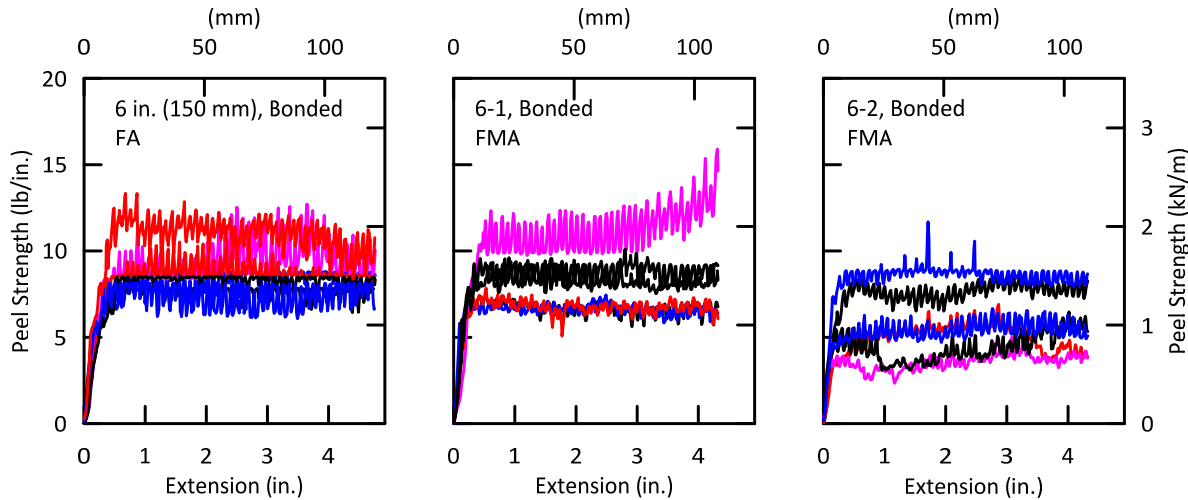 (mm) (mm) (mm)
0 50 100 0 50 100 0 50 100
20
15
10
5
0
Peel Strength (lb/in.)
6 in. (150 mm), Bonded
FA
6-1, Bonded
FMA
6-2, Bonded
FMA
3
2
1
0
Peel Strength (kN/m)
0 1 2 3 4 0 1 2 3 4 0 1 2 3 4
Extension (in.) Extension (in.) Extension (in.)